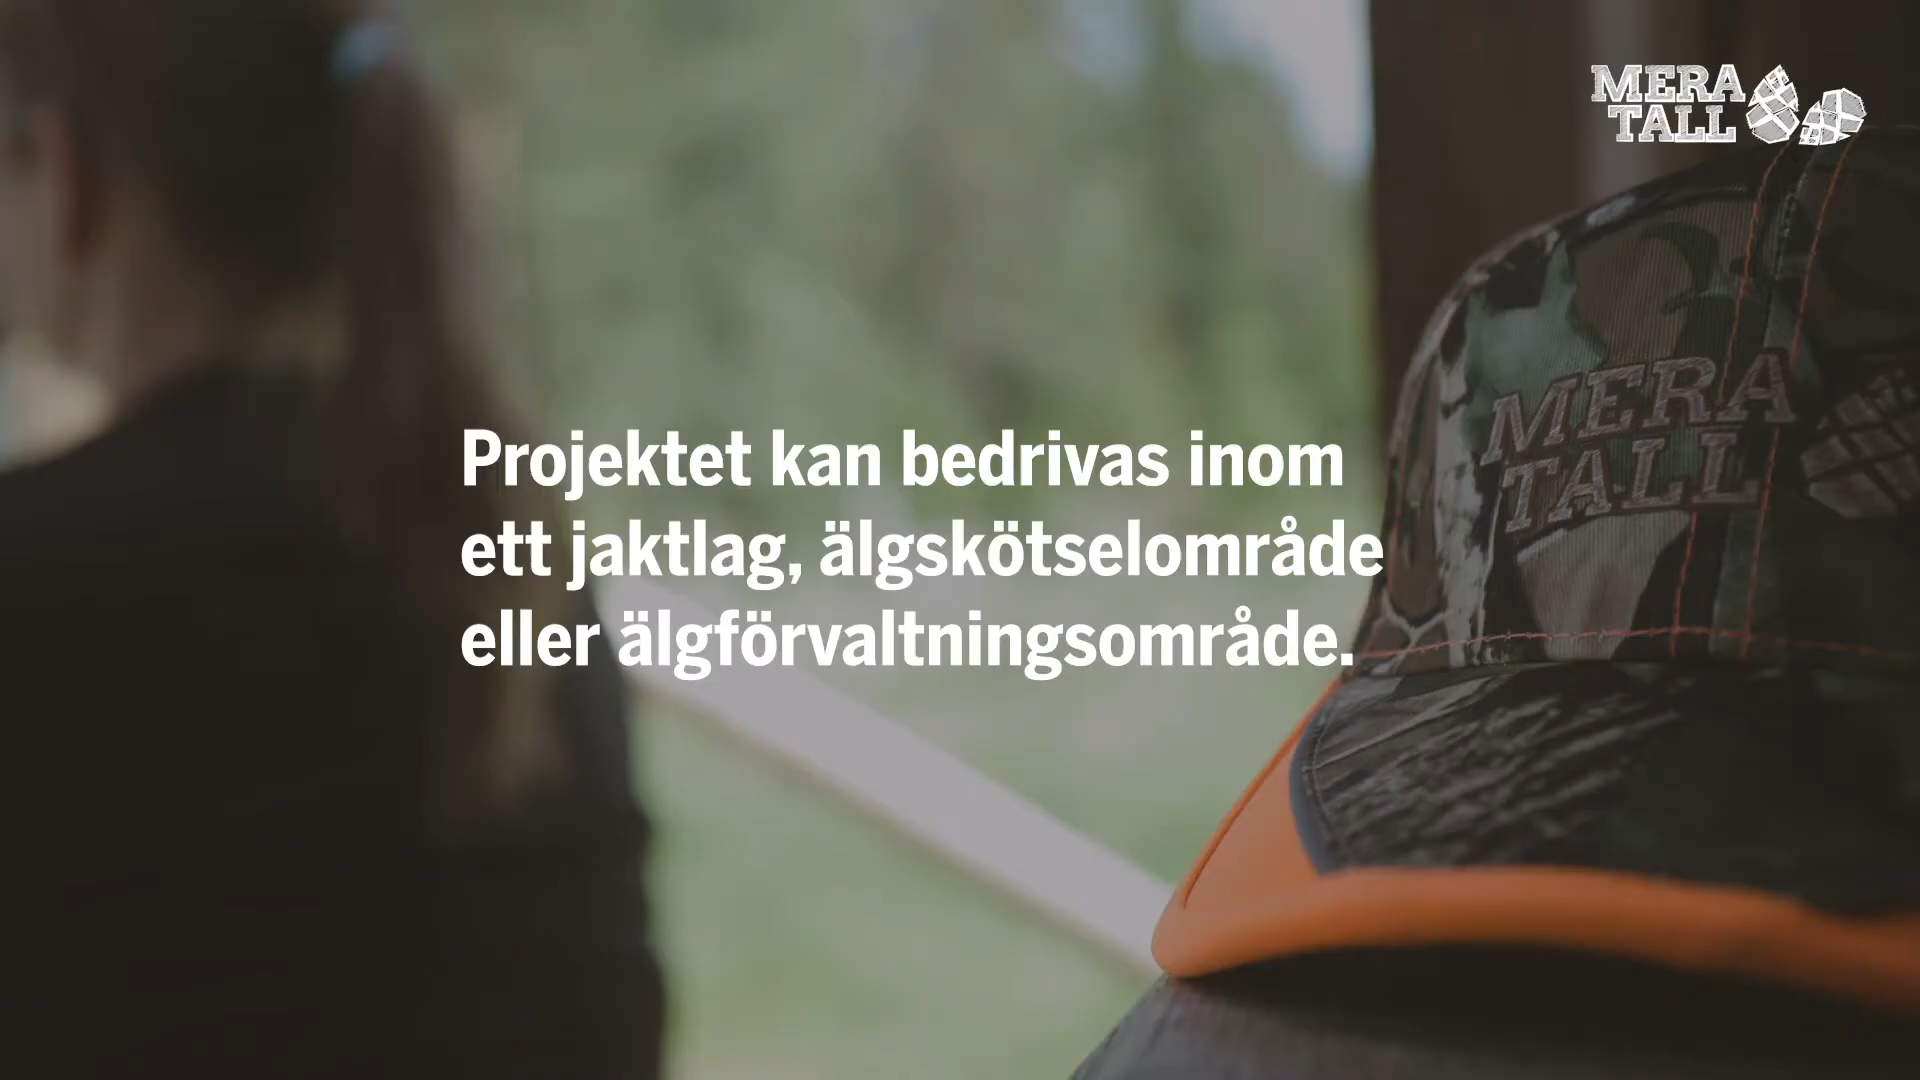 MERA
TALL
MERA
TALL
Projektet kan bedrivas inom
ett jaktlag, älgskötselområde
eller älgförvaltningsområde.